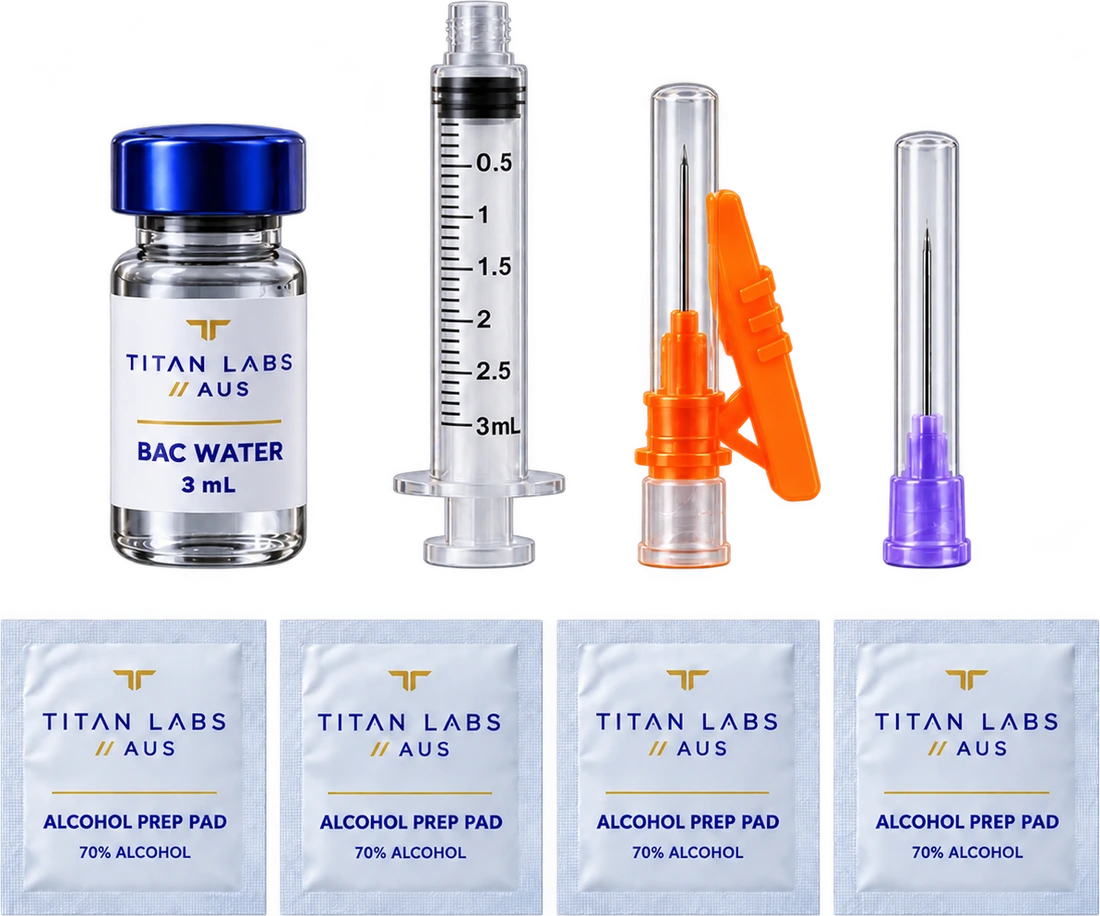 TITAN LABS
// AUS
BAC WATER
3 mL
0.5
1
1.5
2
2.5
3mL
TITAN LABS
// AUS
ALCOHOL PREP PAD
70% ALCOHOL
TITAN LABS
// AUS
ALCOHOL PREP PAD
70% ALCOHOL
TITAN LABS
// AUS
ALCOHOL PREP PAD
70% ALCOHOL
TITAN LABS
// AUS
ALCOHOL PREP PAD
70% ALCOHOL